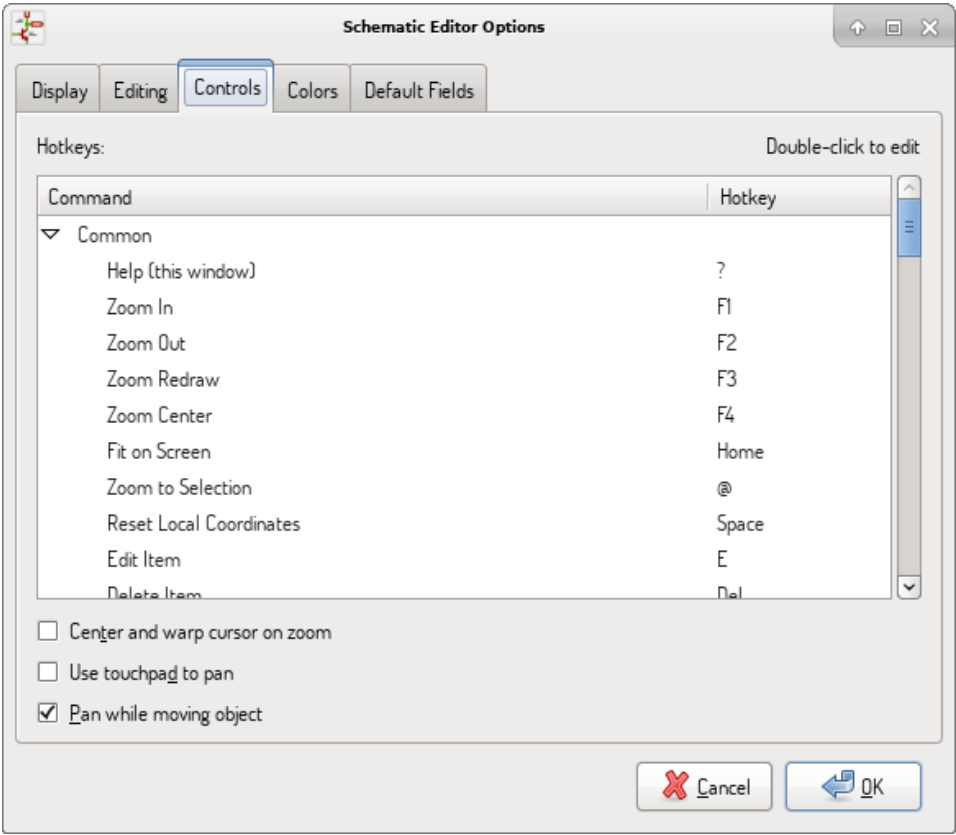 Schematic Editor Options
Display Editing Controls Colors Default Fields
Hotkeys: Double-click to edit
Command Hotkey
Common
Help (this window) ?
Zoom In F1
Zoom Out F2
Zoom Redraw F3
Zoom Center F4
Fit on Screen Home
Zoom to Selection @
Reset Local Coordinates Space
Edit Item E
Delete Item Del
Center and warp cursor on zoom
Use touchpad to pan
Pan while moving object
Cancel OK